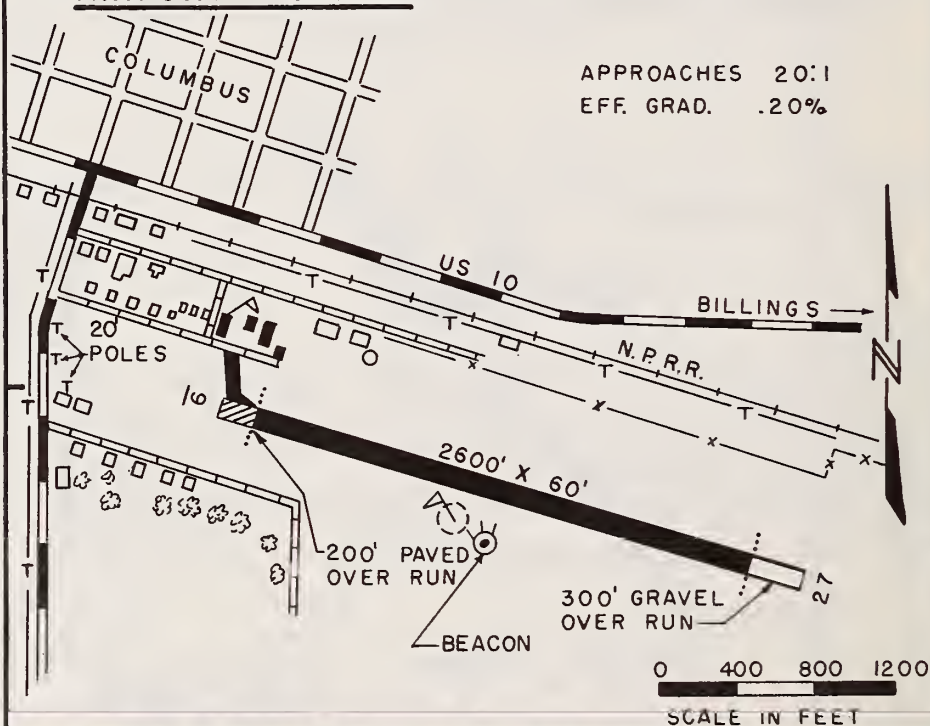 COLUMBUS
APPROACHES 20:1
EFF. GRAD. .20%
US 10
BILLINGS
T
T
N.P.R.R.
T
T
20
POLES
T
T
T
T
N
9
2600' X 60'
200' PAVED
OVER RUN
300' GRAVEL
OVER RUN
27
BEACON
T
0 400 800 1200
SCALE IN FEET